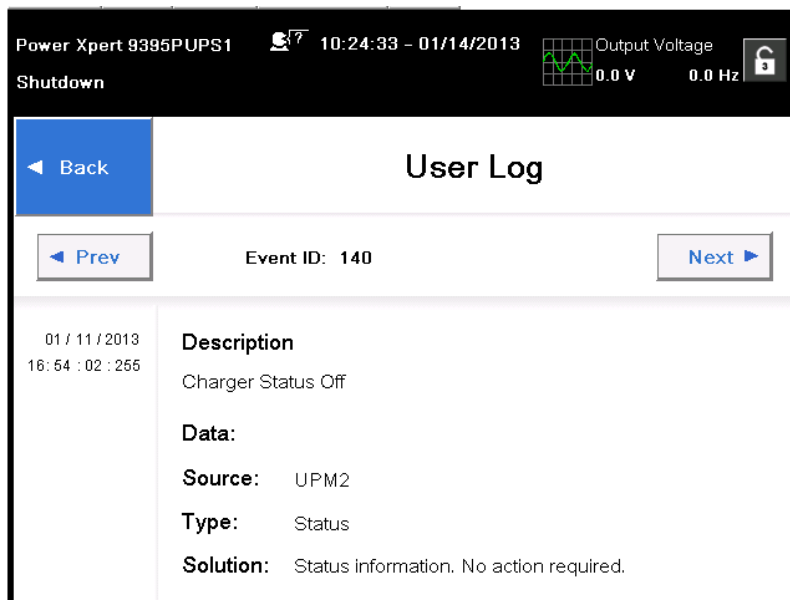 Power Xpert 9395PUPS1
? 10:24:33 - 01/14/2013
Output Voltage
Shutdown
0.0 V 0.0 Hz
3
Back
User Log
Prev
Event ID: 140
Next
01 / 11 / 2013
16: 54 : 02 : 255
Description
Charger Status Off
Data:
Source: UPM2
Type: Status
Solution: Status information. No action required.